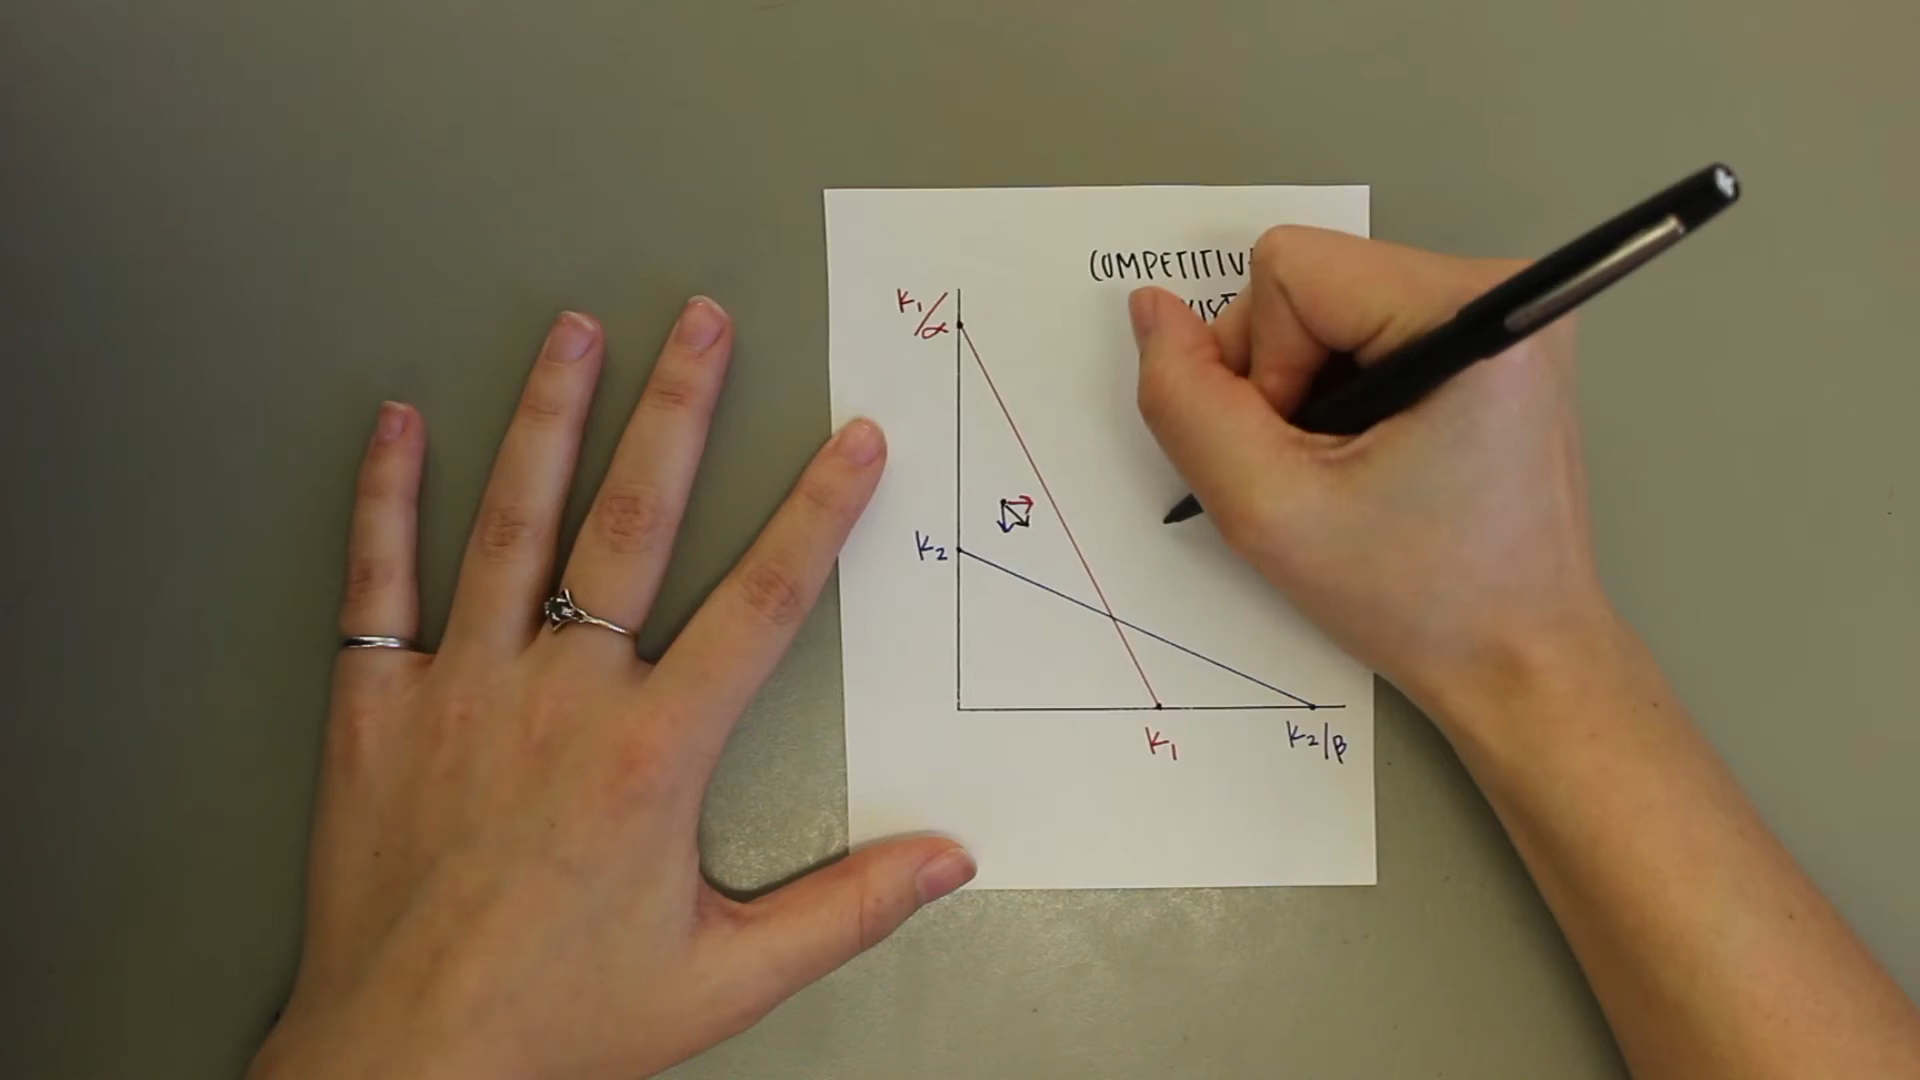 COMPETITIV
K₁/α
K₂
K₁
K₂/β